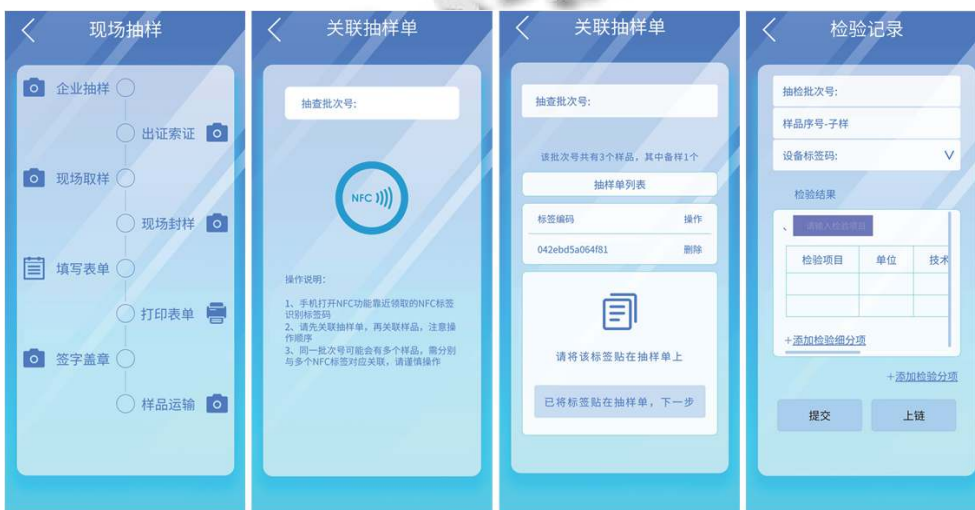 现场抽样
企业抽样
出证索证
现场取样
现场封样
填写表单
打印表单
签字盖章
样品运输
关联抽样单
抽查批次号:
NFC
操作说明:
1、手机打开NFC功能靠近领取的NFC标签
识别标签码
2、请先关联抽样单，再关联样品，注意操
作顺序
3、同一批次号可能会有多个样品，需分别
与多个NFC标签对应关联，请谨慎操作
关联抽样单
抽查批次号:
该批次号共有3个样品，其中备样1个
抽样单列表
标签编码 操作
042ebd5a064f81 删除
请将该标签贴在抽样单上
已将标签贴在抽样单，下一步
检验记录
抽检批次号:
样品序号-子样
设备标签码:
检验结果
、 请输入检验项目
检验项目 单位 技术
+添加检验细分项
+添加检验分项
提交 上链